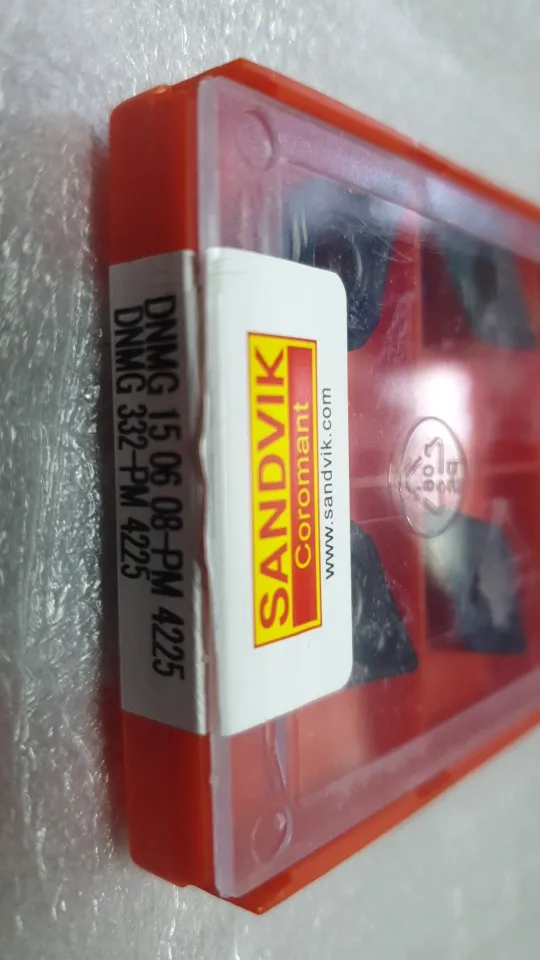 DNMG 15 06 08-PM 4225
DNMG 332-PM 4225
SANDVIK
Coromant
www.sandvik.com